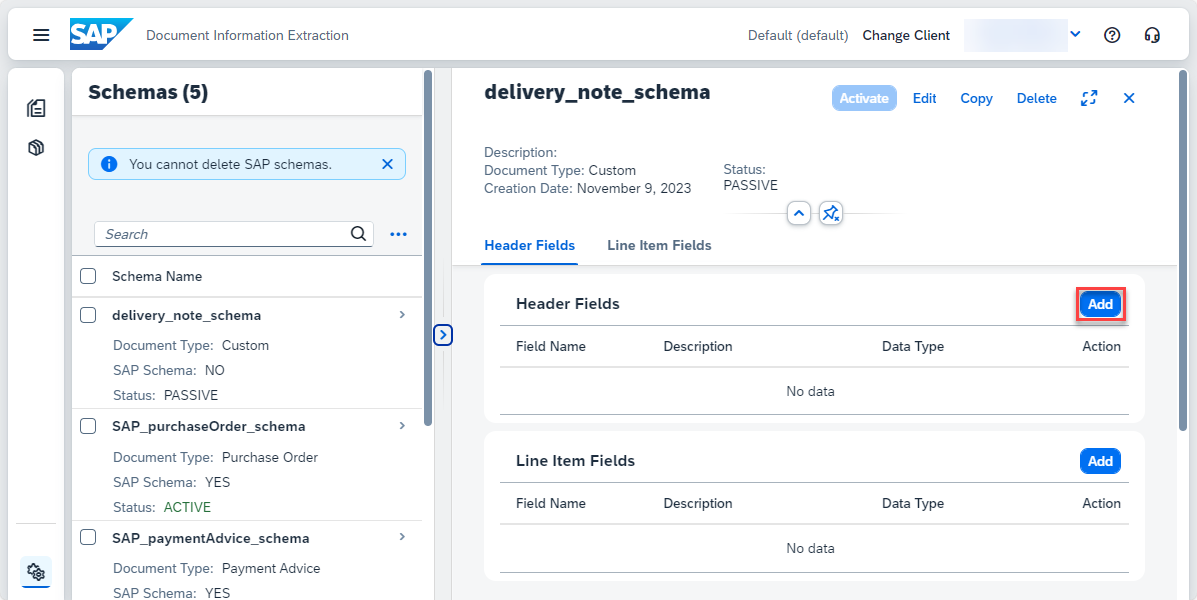 SAP Document Information Extraction Default (default) Change Client
Schemas (5)
You cannot delete SAP schemas.
Search
Schema Name
delivery_note_schema
Document Type: Custom
SAP Schema: NO
Status: PASSIVE
SAP_purchaseOrder_schema
Document Type: Purchase Order
SAP Schema: YES
Status: ACTIVE
SAP_paymentAdvice_schema
Document Type: Payment Advice
SAP Schema: YES
delivery_note_schema
Activate Edit Copy Delete
Description:
Document Type: Custom
Creation Date: November 9, 2023
Status:
PASSIVE
Header Fields Line Item Fields
Header Fields Add
Field Name Description Data Type Action
No data
Line Item Fields Add
Field Name Description Data Type Action
No data